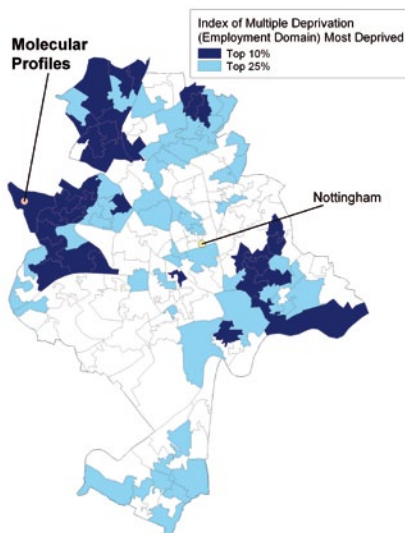 Index of Multiple Deprivation
(Employment Domain) Most Deprived
Top 10%
Top 25%
Molecular
Profiles
Nottingham